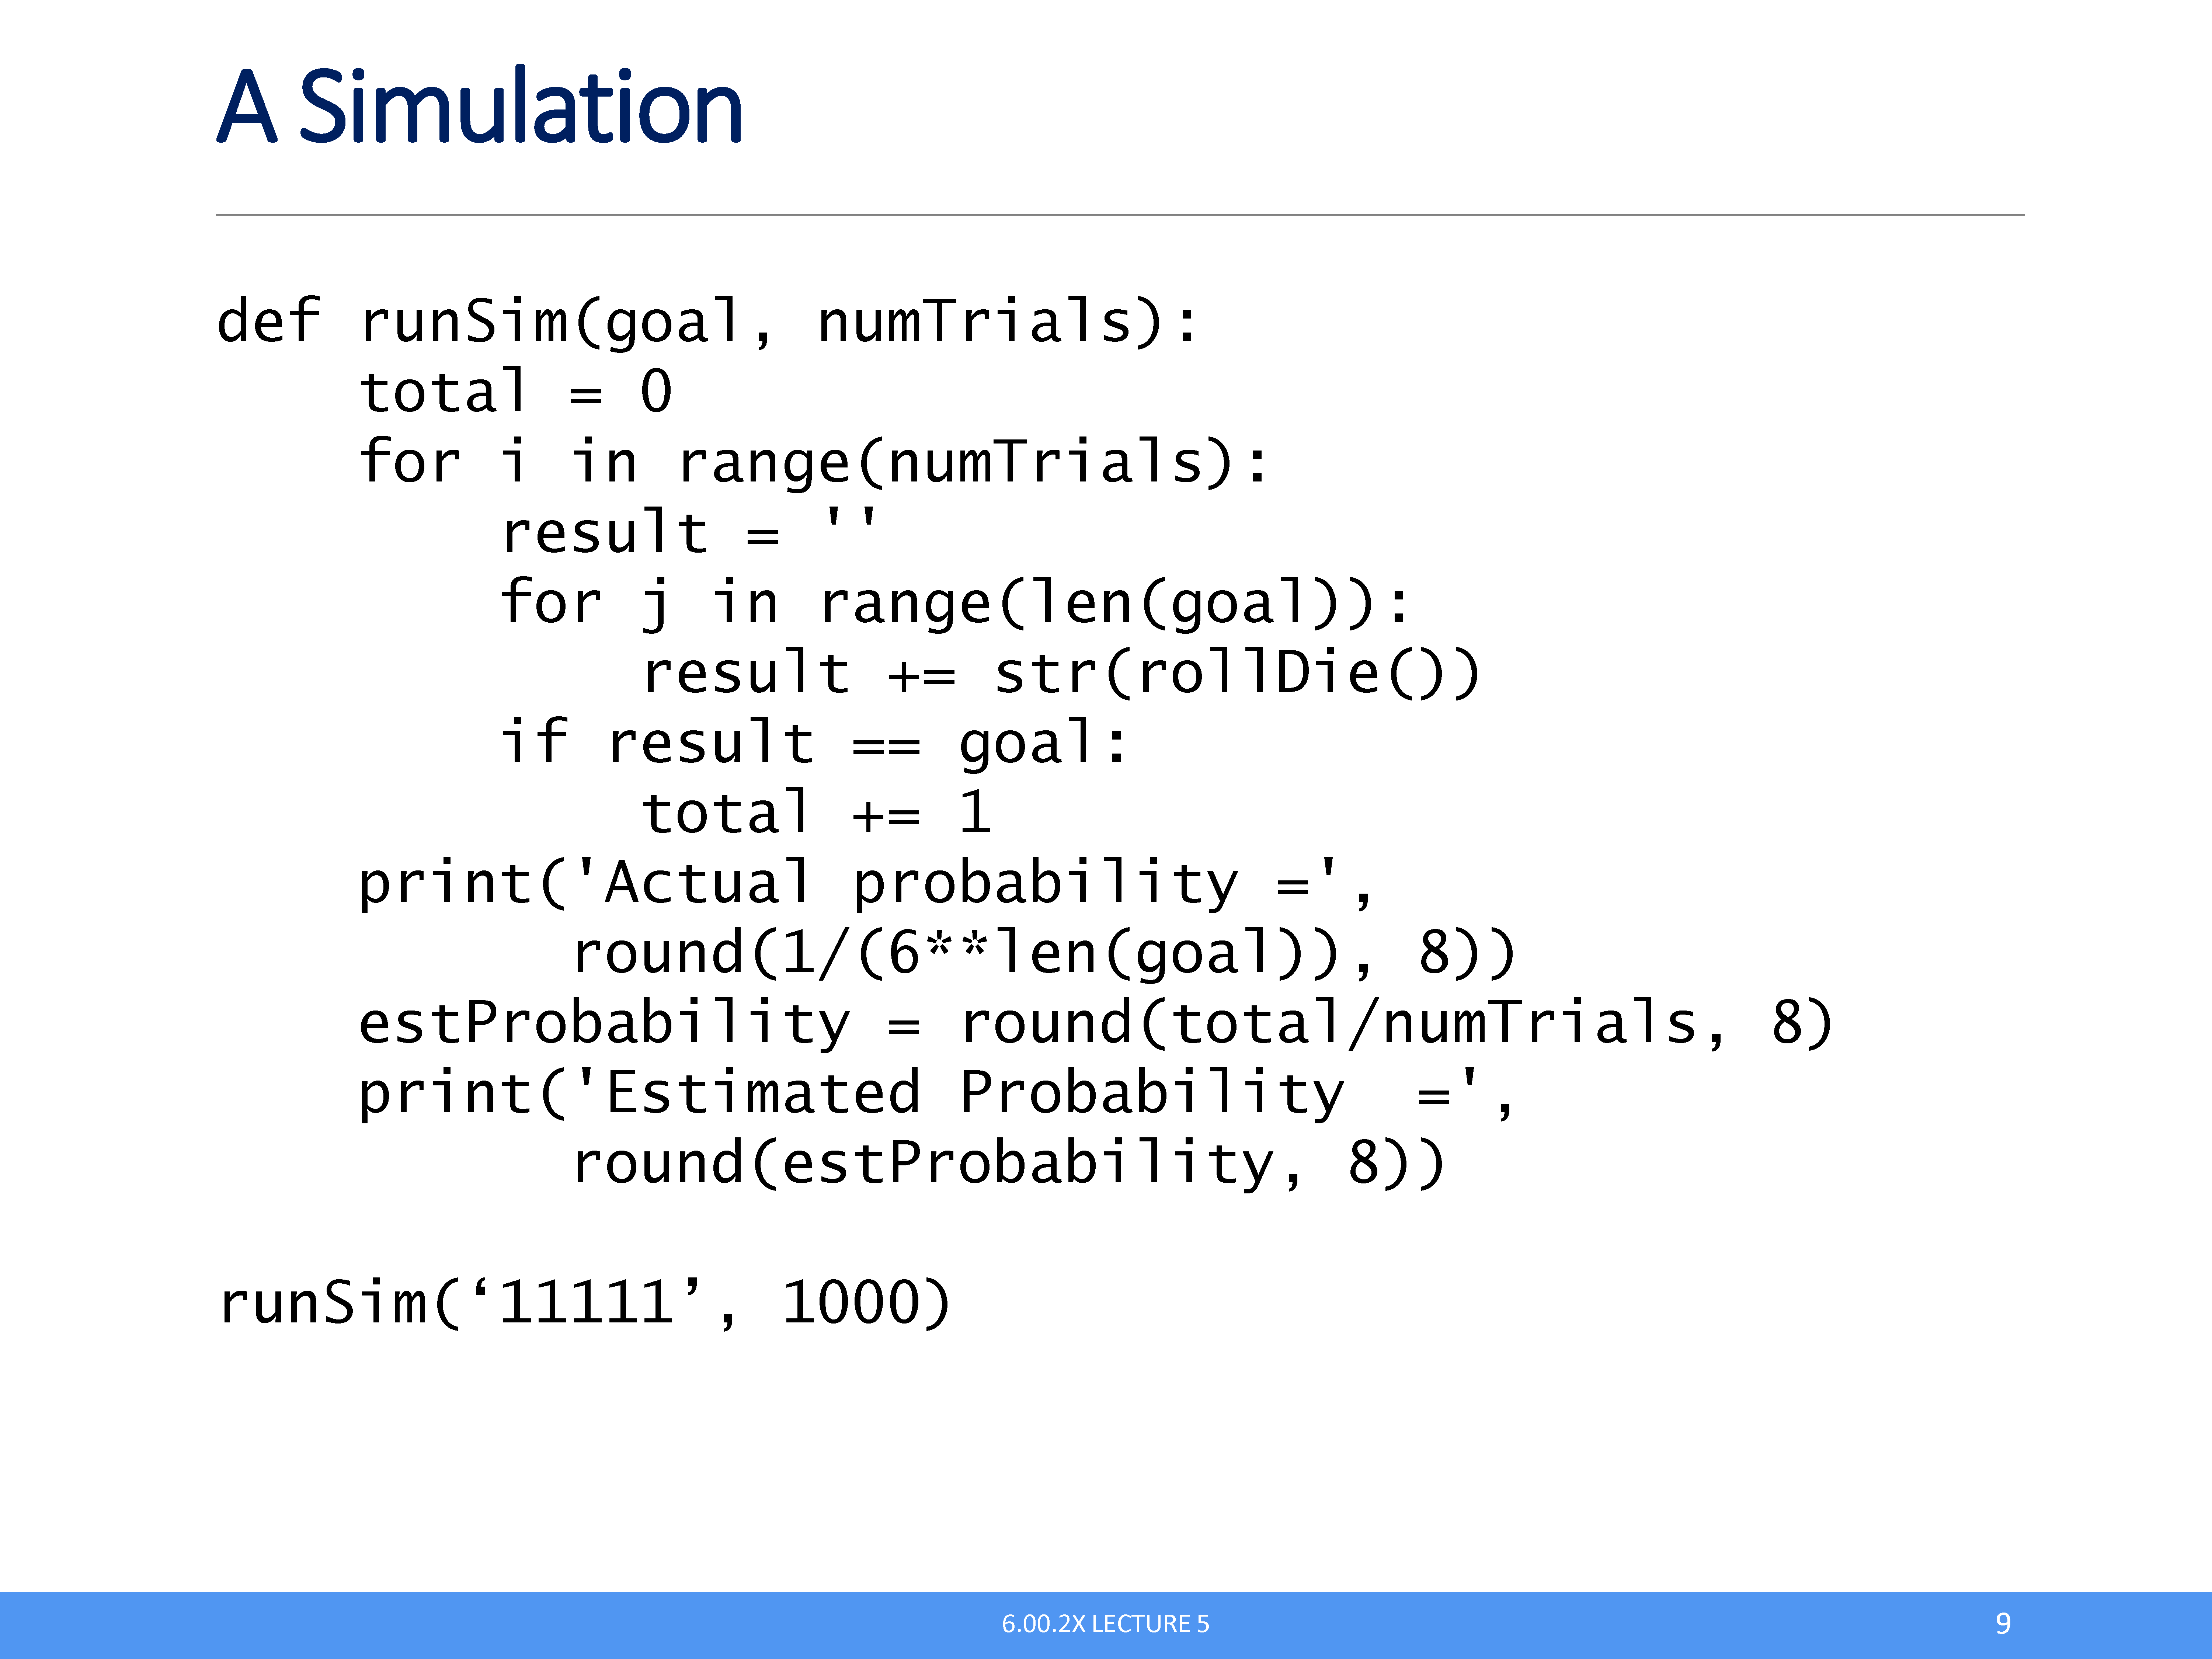 A Simulation
def runSim(goal, numTrials):
    total = 0
    for i in range(numTrials):
        result = ''
        for j in range(len(goal)):
            result += str(rollDie())
        if result == goal:
            total += 1
    print('Actual probability =',
          round(1/(6**len(goal)), 8))
    estProbability = round(total/numTrials, 8)
    print('Estimated Probability  =',
          round(estProbability, 8))
runSim(‘11111’, 1000)
6.00.2X LECTURE 5
9